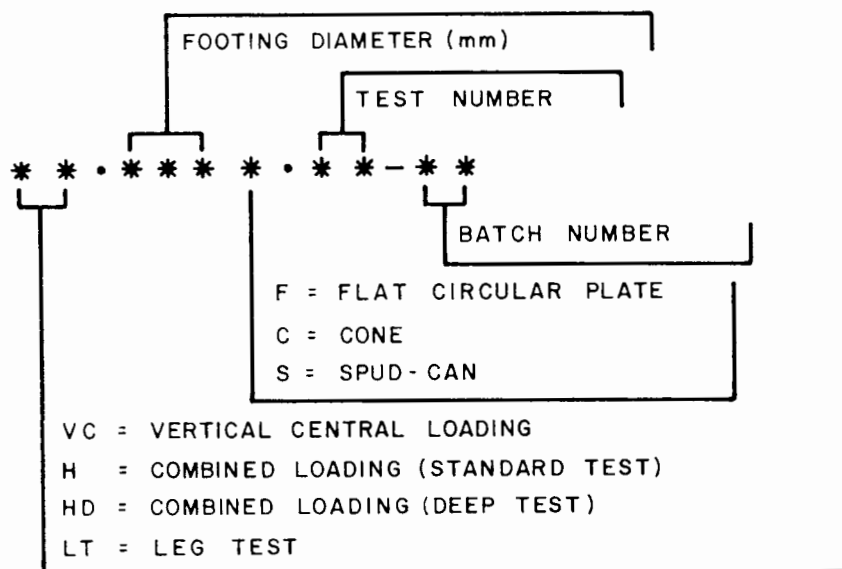 FOOTING DIAMETER (mm)
TEST NUMBER
* * • * * * * • * * – * *
BATCH NUMBER
F = FLAT CIRCULAR PLATE
C = CONE
S = SPUD-CAN
VC = VERTICAL CENTRAL LOADING
H = COMBINED LOADING (STANDARD TEST)
HD = COMBINED LOADING (DEEP TEST)
LT = LEG TEST